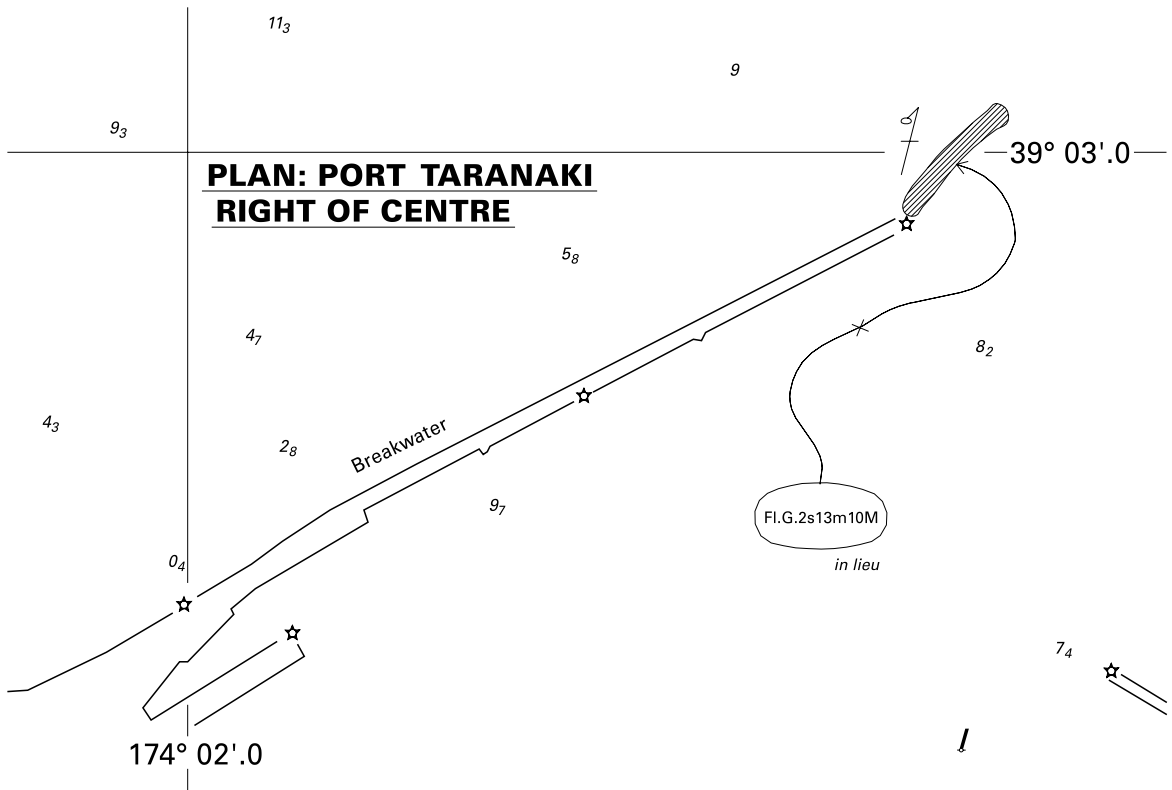 11₃
9
9₃
39° 03'.0
PLAN: PORT TARANAKI
RIGHT OF CENTRE
5₈
4₇
8₂
4₃
Breakwater
2₈
9₇
Fl.G.2s13m10M
in lieu
0₄
7₄
174° 02'.0